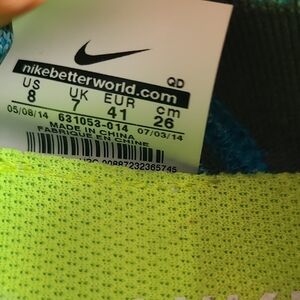 QD
nikebetterworld.com
US UK EUR cm
8 7 41 26
05/08/14 631053-014 07/03/14
MADE IN CHINA
FABRIQUE EN CHINE
00887232365745